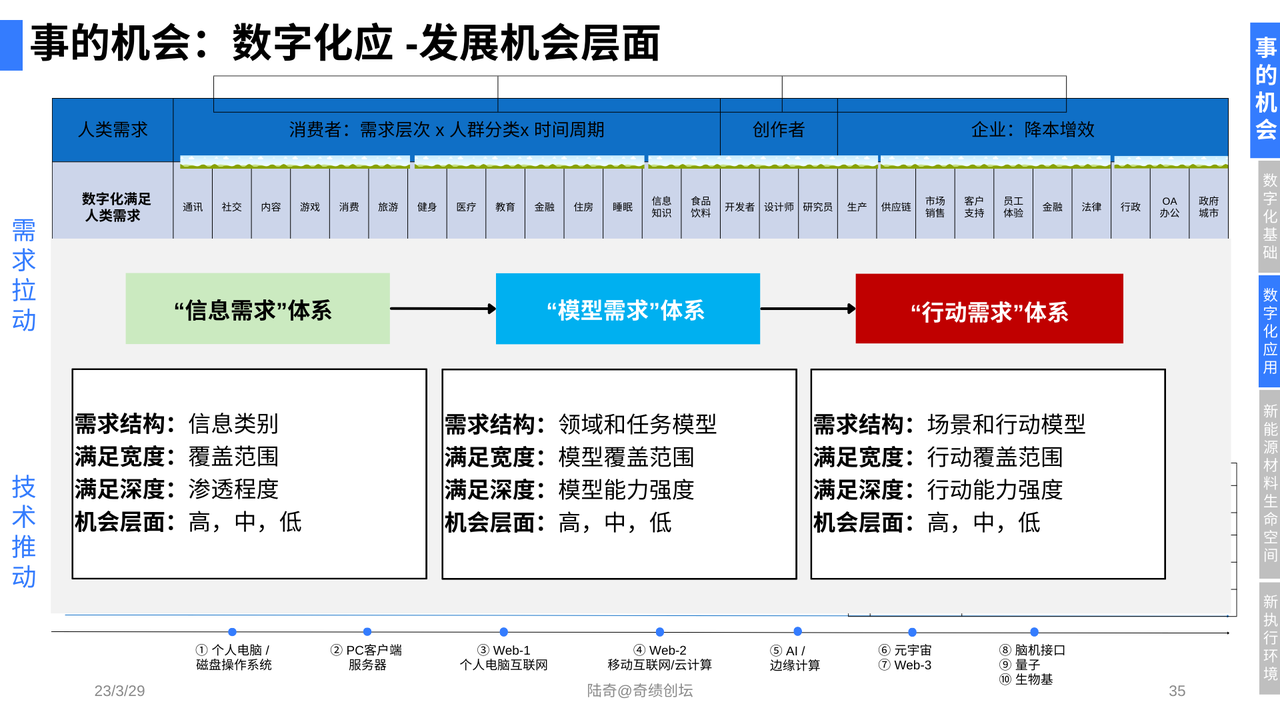 事的机会：数字化应 -发展机会层面
人类需求
消费者：需求层次 x 人群分类x 时间周期
创作者
企业：降本增效
数字化满足
人类需求
通讯
社交
内容
游戏
消费
旅游
健身
医疗
教育
金融
住房
睡眠
信息
知识
食品
饮料
开发者
设计师
研究员
生产
供应链
市场
销售
客户
支持
员工
体验
金融
法律
行政
OA
办公
政府
城市
需求拉动
“信息需求”体系
“模型需求”体系
“行动需求”体系
需求结构：信息类别
满足宽度：覆盖范围
满足深度：渗透程度
机会层面：高，中，低
需求结构：领域和任务模型
满足宽度：模型覆盖范围
满足深度：模型能力强度
机会层面：高，中，低
需求结构：场景和行动模型
满足宽度：行动覆盖范围
满足深度：行动能力强度
机会层面：高，中，低
技术推动
① 个人电脑 /
磁盘操作系统
② PC客户端
服务器
③ Web-1
个人电脑互联网
④ Web-2
移动互联网/云计算
⑤ AI /
边缘计算
⑥ 元宇宙
⑦ Web-3
⑧ 脑机接口
⑨ 量子
⑩ 生物基
23/3/29
陆奇@奇绩创坛
35
事的机会
数字化基础
数字化应用
新能源材料生命空间
新执行环境